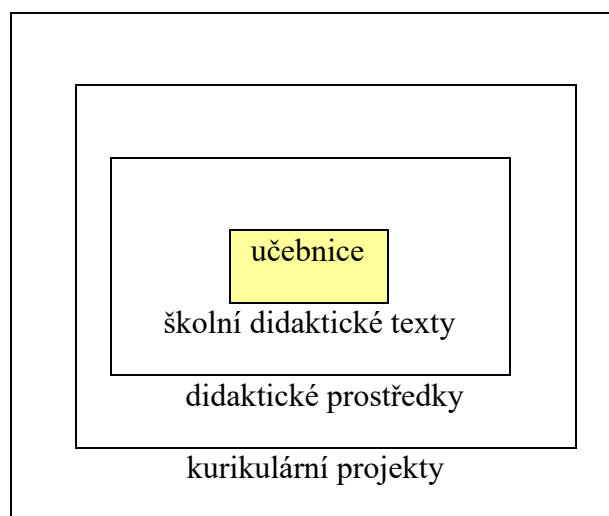 učebnice
školní didaktické texty
didaktické prostředky
kurikulární projekty